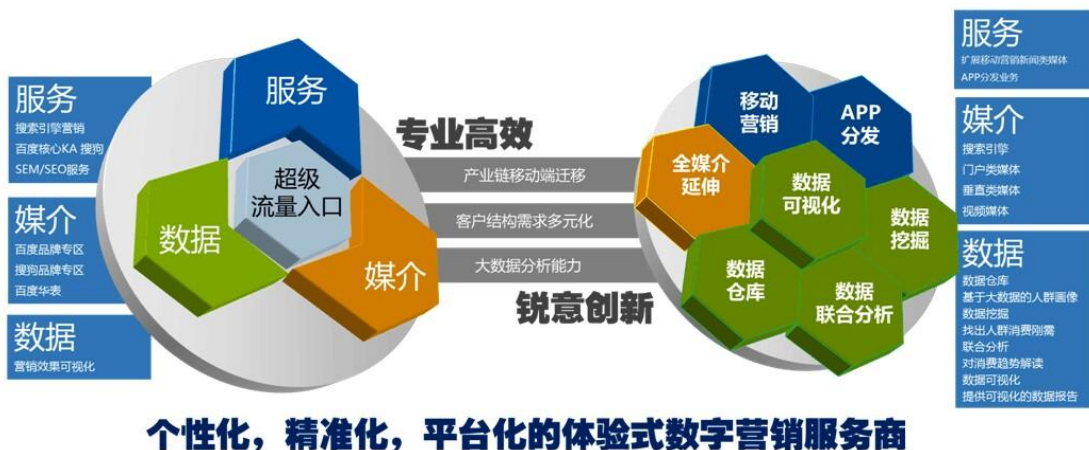 服务
搜索引擎营销
百度核心KA 搜狗
SEM/SEO服务
媒介
百度品牌专区
搜狗品牌专区
百度华表
数据
营销效果可视化
服务
超级
流量入口
数据
媒介
专业高效
产业链移动端迁移
客户结构需求多元化
大数据分析能力
锐意创新
移动
营销
APP
分发
全媒介
延伸
数据
可视化
数据
挖掘
数据
仓库
数据
联合分析
服务
扩展移动营销新闻类媒体
APP分发业务
媒介
搜索引擎
门户类媒体
垂直类媒体
视频媒体
数据
数据仓库
基于大数据的人群画像
数据挖掘
找出人群消费刚需
联合分析
对消费趋势解读
数据可视化
提供可视化的数据报告
个性化，精准化，平台化的体验式数字营销服务商